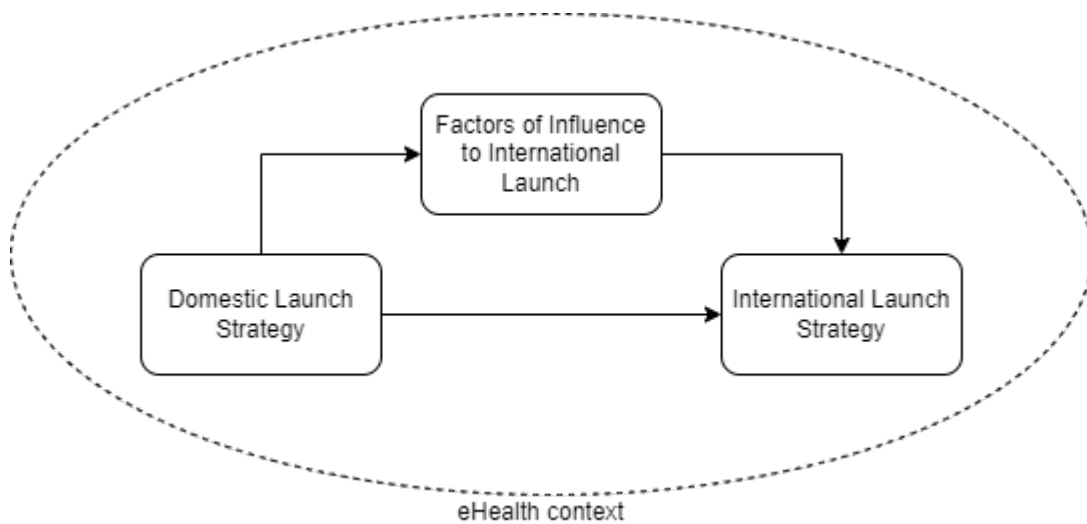 Factors of Influence
to International
Launch
Domestic Launch
Strategy
International Launch
Strategy
eHealth context